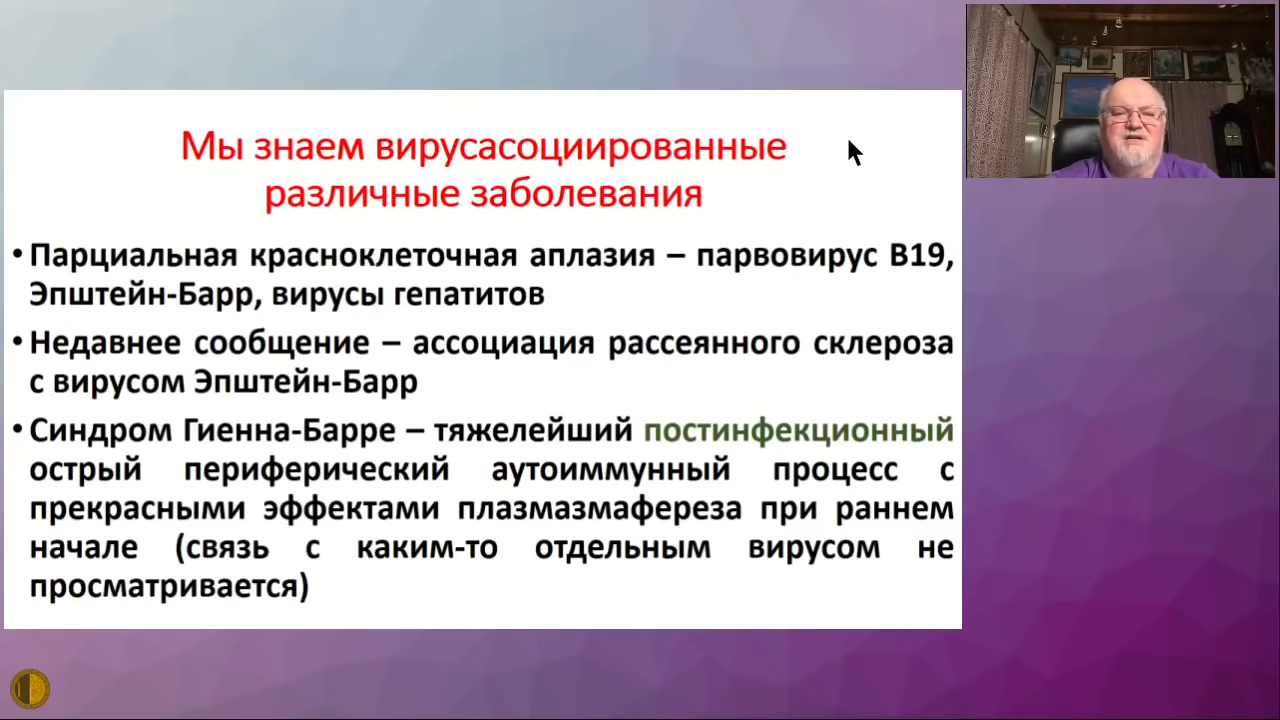 Мы знаем вирусасоциированные
различные заболевания
• Парциальная красноклеточная аплазия – парвовирус В19,
Эпштейн-Барр, вирусы гепатитов
• Недавнее сообщение – ассоциация рассеянного склероза
с вирусом Эпштейн-Барр
• Синдром Гиенна-Барре – тяжелейший постинфекционный
острый периферический аутоиммунный процесс с
прекрасными эффектами плазмазмафереза при раннем
начале (связь с каким-то отдельным вирусом не
просматривается)